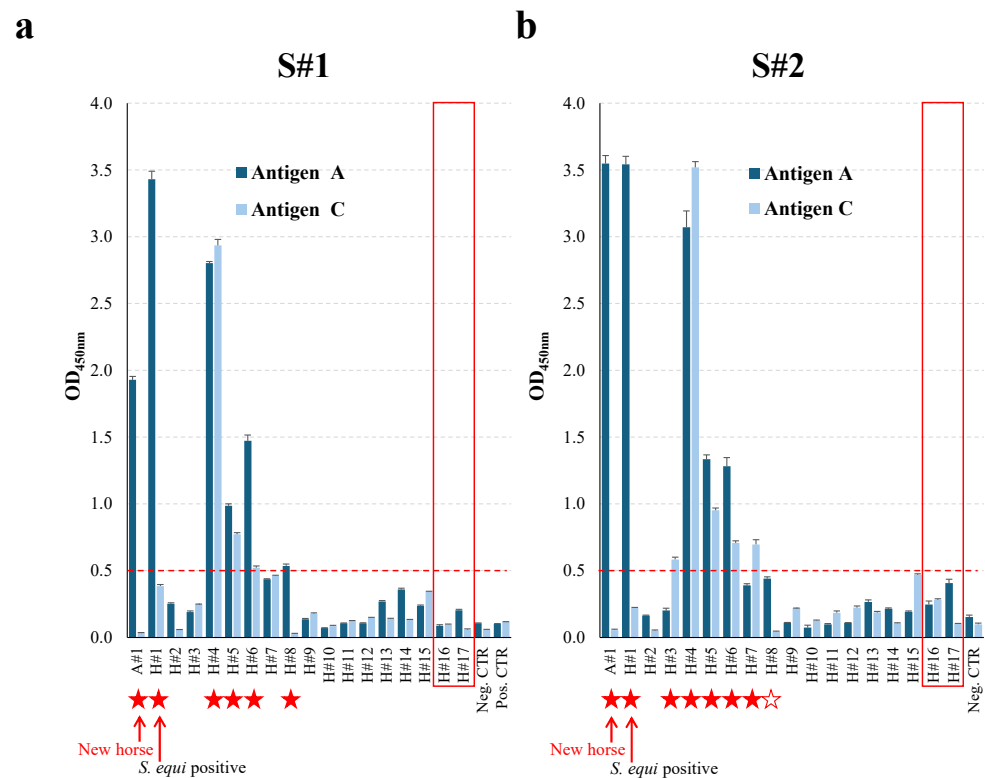 a
S#1
4.0
3.5
3.0
2.5
2.0
1.5
1.0
0.5
0.0
OD450nm
Antigen A
Antigen C
A#1
H#1
H#2
H#3
H#4
H#5
H#6
H#7
H#8
H#9
H#10
H#11
H#12
H#13
H#14
H#15
H#16
H#17
Neg. CTR
Pos. CTR
New horse
S. equi positive
b
S#2
4.0
3.5
3.0
2.5
2.0
1.5
1.0
0.5
0.0
OD450nm
Antigen A
Antigen C
A#1
H#1
H#2
H#3
H#4
H#5
H#6
H#7
H#8
H#9
H#10
H#11
H#12
H#13
H#14
H#15
H#16
H#17
Neg. CTR
New horse
S. equi positive